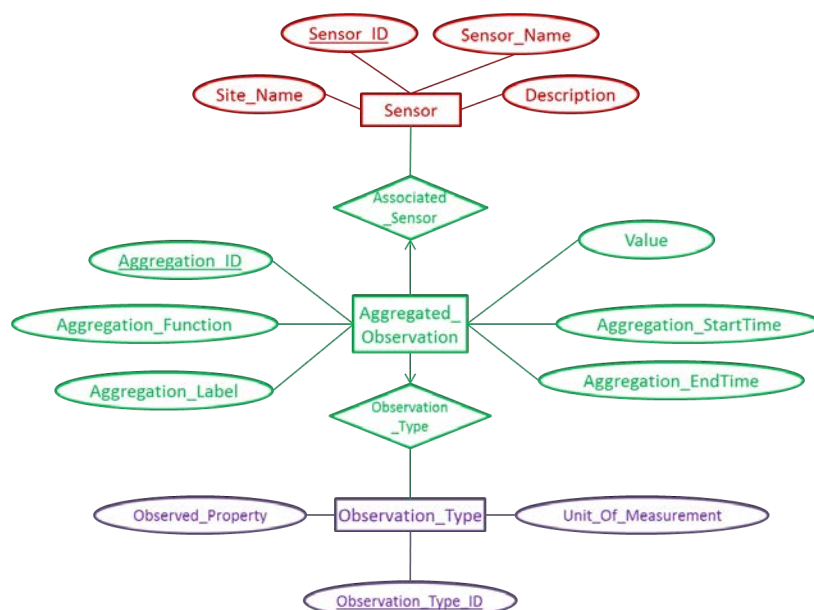 Sensor_ID
Sensor_Name
Site_Name
Sensor
Description
Associated
_Sensor
Aggregation_ID
Value
Aggregation_Function
Aggregated_
Observation
Aggregation_StartTime
Aggregation_Label
Aggregation_EndTime
Observation
_Type
Observed_Property
Observation_Type
Unit_Of_Measurement
Observation_Type_ID